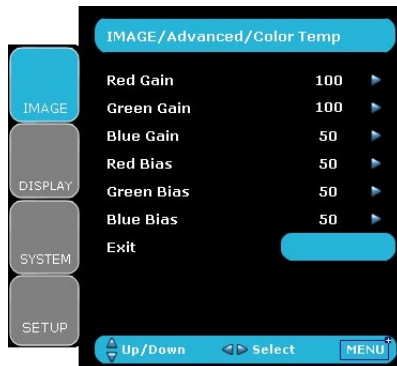 IMAGE/Advanced/Color Temp
IMAGE
DISPLAY
SYSTEM
SETUP
Red Gain 100
Green Gain 100
Blue Gain 50
Red Bias 50
Green Bias 50
Blue Bias 50
Exit
Up/Down Select MENU